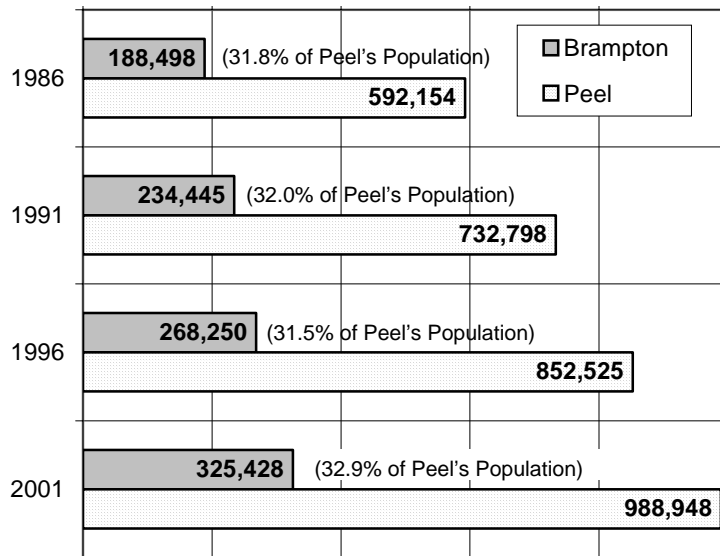 188,498 (31.8% of Peel's Population)
Brampton
1986
592,154
Peel
234,445 (32.0% of Peel's Population)
1991
732,798
268,250 (31.5% of Peel's Population)
1996
852,525
325,428 (32.9% of Peel's Population)
2001
988,948